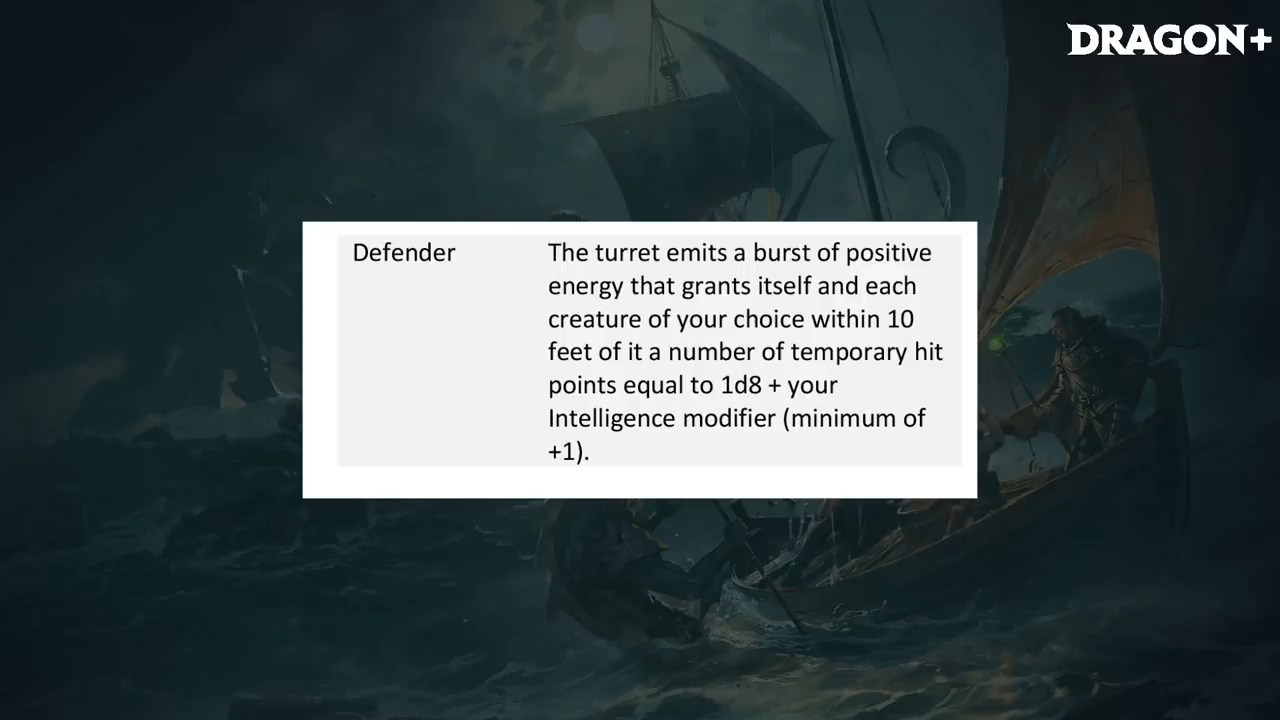 DRAGON+
Defender
The turret emits a burst of positive
energy that grants itself and each
creature of your choice within 10
feet of it a number of temporary hit
points equal to 1d8 + your
Intelligence modifier (minimum of
+1).